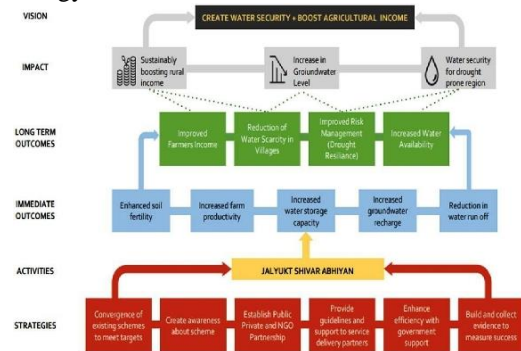 VISION
CREATE WATER SECURITY + BOOST AGRICULTURAL INCOME
IMPACT
Sustainably
boosting rural
income
Increase in
Groundwater
Level
Water security
for drought
prone region
LONG TERM
OUTCOMES
Improved
Farmers Income
Reduction of
Water Scarcity in
Villages
Improved Risk
Management
(Drought
Resiliance)
Increased Water
Availability
IMMEDIATE
OUTCOMES
Enhanced soil
fertility
Increased farm
productivity
Increased
water storage
capacity
Increased
groundwater
recharge
Reduction
in water run off
ACTIVITIES
JALYUKT SHIVAR ABHIYAN
STRATEGIES
Convergence of
existing schemes to
meet targets
Create awareness
about scheme
Establish Public
Private and NGO
Partnership
Provide
guidelines and
support to service
delivery partners
Enhance
efficiency with
government
support
Build and collect
evidence to
measure success